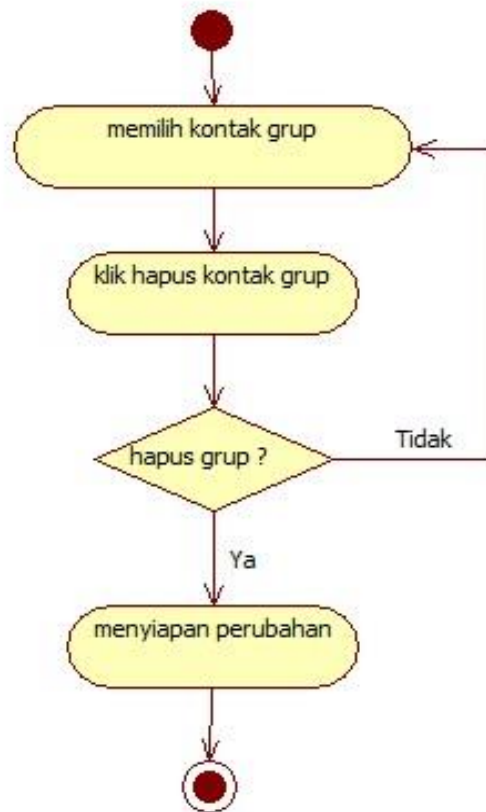 memilih kontak grup
klik hapus kontak grup
hapus grup ?
Tidak
Ya
menyiapan perubahan